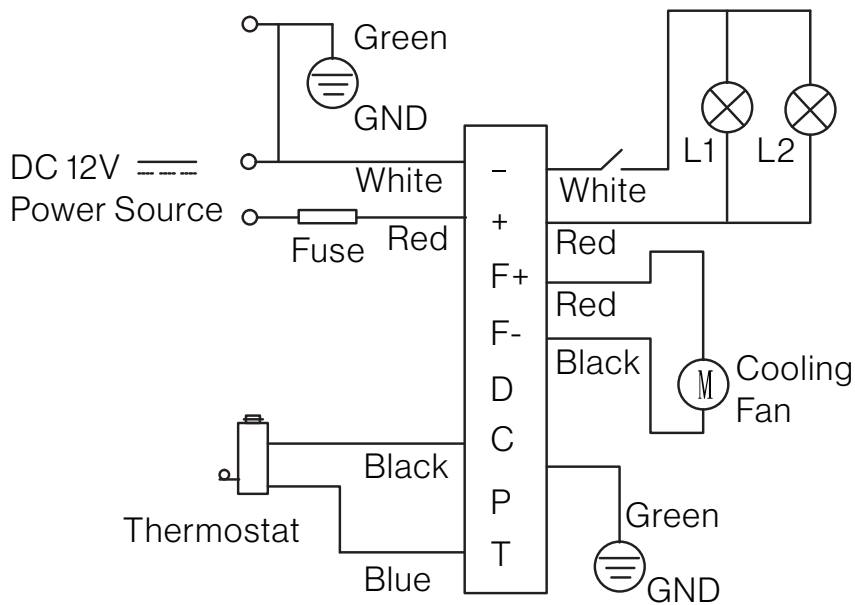 Green
GND
DC 12V
Power Source
White
Fuse
Red
-
+
F+
F-
D
C
P
T
White
L1
L2
Red
Red
Black
M
Cooling
Fan
Black
Thermostat
Blue
Green
GND